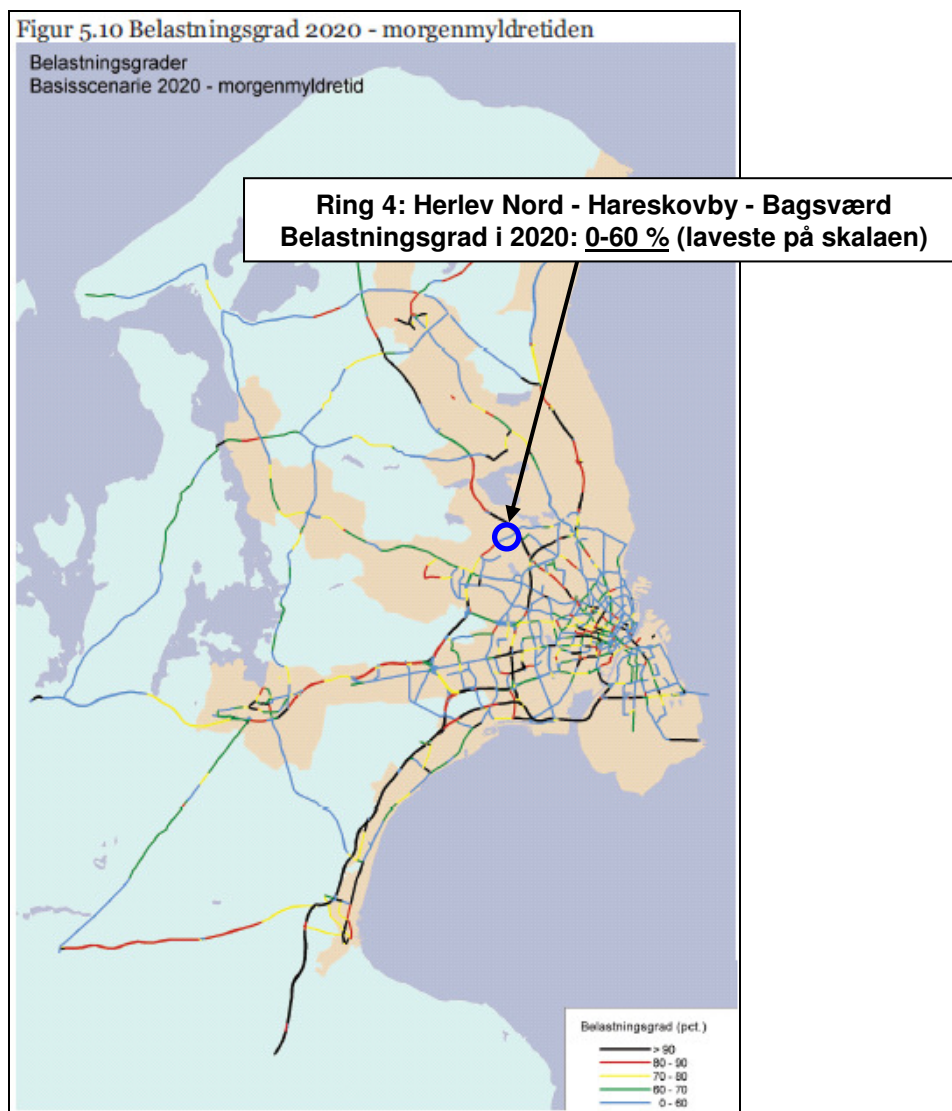 Figur 5.10 Belastningsgrad 2020 - morgenmyldretiden
Belastningsgrader
Basisscenarie 2020 - morgenmyldretid
Ring 4: Herlev Nord - Hareskovby - Bagsværd
Belastningsgrad i 2020: 0-60 % (laveste på skalaen)
Belastningsgrad (pct.)
> 90
80 - 90
70 - 80
60 - 70
0 - 60